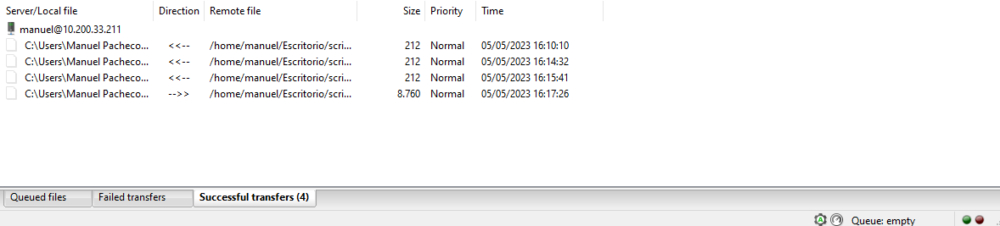 Server/Local file Direction Remote file Size Priority Time
manuel@10.200.33.211
C:\Users\Manuel Pacheco... <<-- /home/manuel/Escritorio/scri... 212 Normal 05/05/2023 16:10:10
C:\Users\Manuel Pacheco... <<-- /home/manuel/Escritorio/scri... 212 Normal 05/05/2023 16:14:32
C:\Users\Manuel Pacheco... <<-- /home/manuel/Escritorio/scri... 212 Normal 05/05/2023 16:15:41
C:\Users\Manuel Pacheco... -->> /home/manuel/Escritorio/scri... 8.760 Normal 05/05/2023 16:17:26
Queued files Failed transfers Successful transfers (4)
A Queue: empty